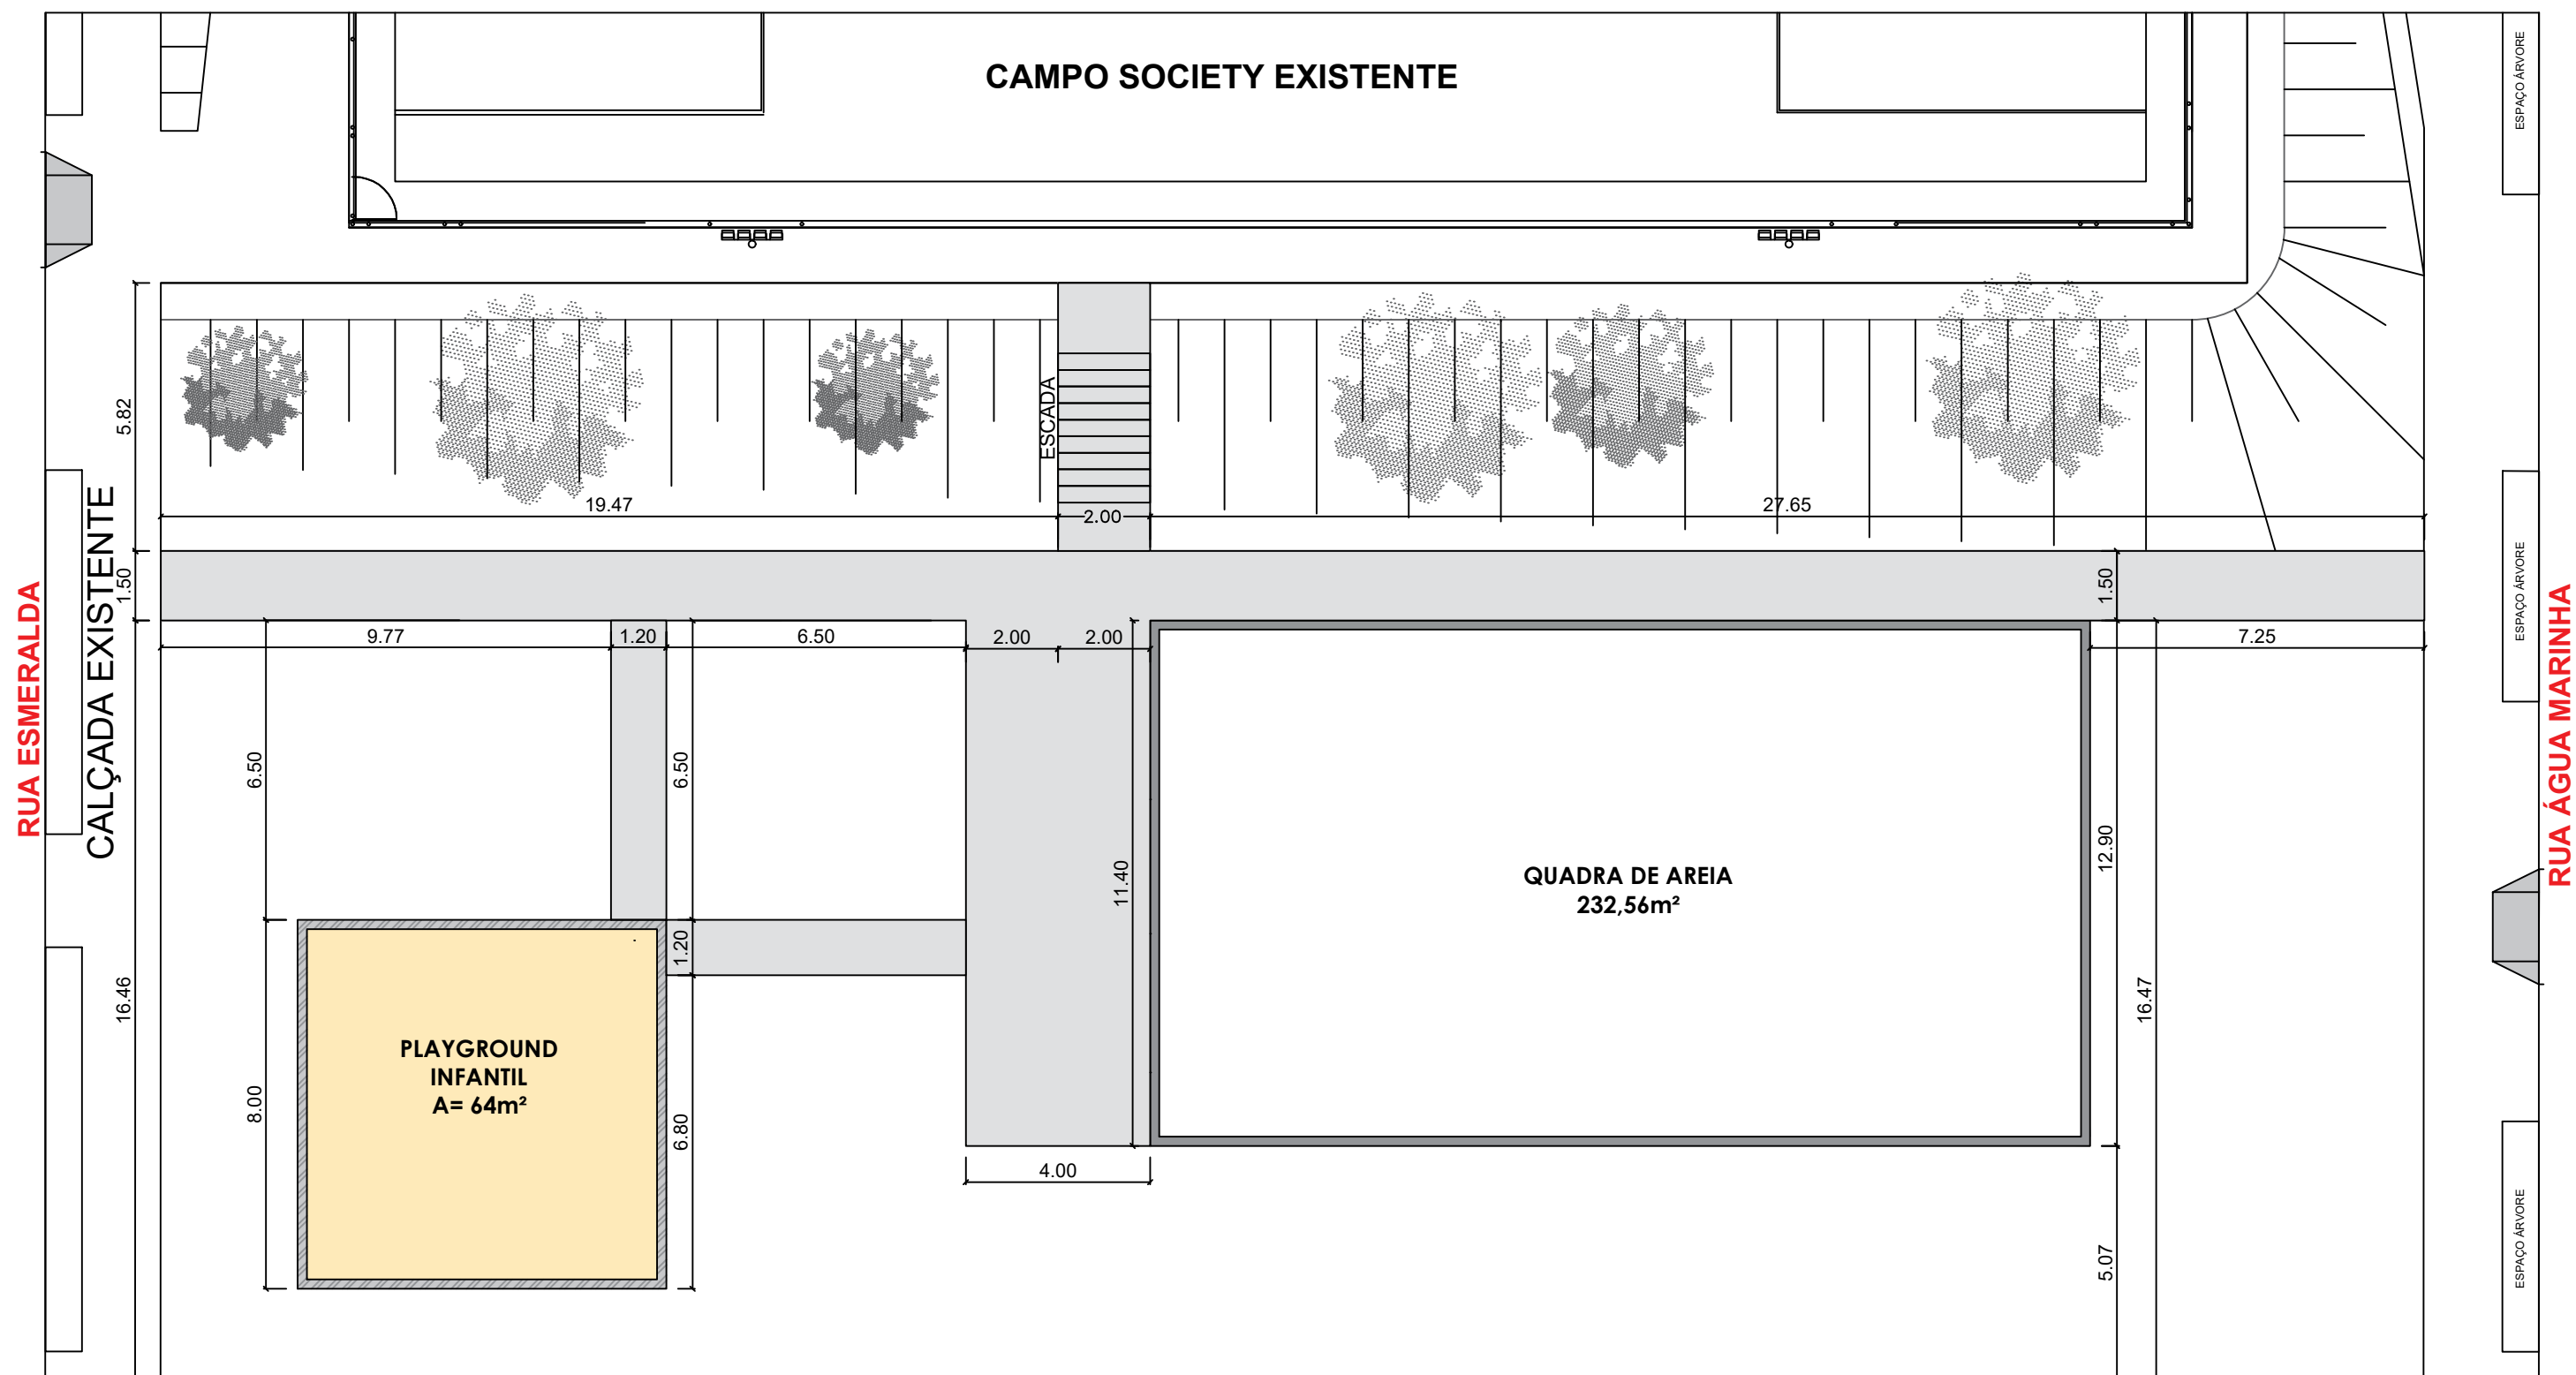 CAMPO SOCIETY EXISTENTE
ESPAÇO ÁRVORE
5.82
ESCADA
19.47
2.00
27.65
RUA ESMERALDA
CALÇADA EXISTENTE
1.50
1.50
ESPAÇO ÁRVORE
RUA ÁGUA MARINHA
9.77
1.20
6.50
2.00
2.00
7.25
6.50
6.50
11.40
12.90
QUADRA DE AREIA
232,56m²
1.20
16.46
16.47
PLAYGROUND
INFANTIL
A= 64m²
8.00
6.80
4.00
5.07
ESPAÇO ÁRVORE